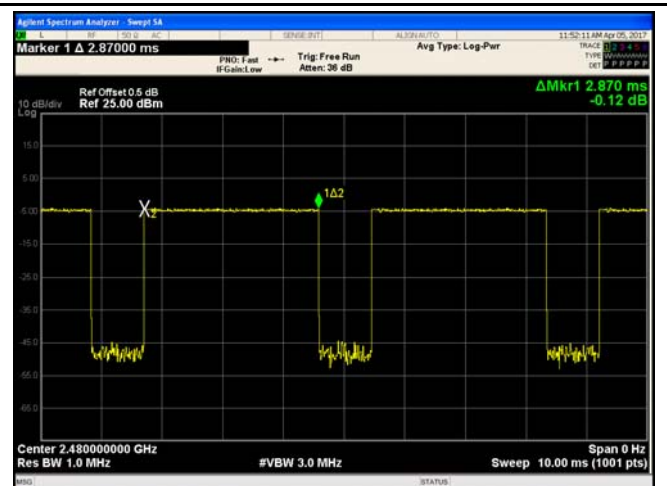 Agilent Spectrum Analyzer - Swept SA
L RF 50 Ω AC SENSE:INT ALIGN AUTO 11:52:11 AM Apr 05, 2017
Marker 1 Δ 2.87000 ms
PNO: Fast Trig: Free Run Avg Type: Log-Pwr TRACE 1 2 3 4 5 6
IFGain:Low Atten: 36 dB TYPE
DET P P P P P P
ΔMkr1 2.870 ms
Ref Offset 0.5 dB
10 dB/div Ref 25.00 dBm -0.12 dB
Log
15.0
5.00
1Δ2
X2
-5.00
-15.0
-25.0
-35.0
-45.0
-55.0
-65.0
Center 2.480000000 GHz Span 0 Hz
Res BW 1.0 MHz #VBW 3.0 MHz Sweep 10.00 ms (1001 pts)
MSG STATUS